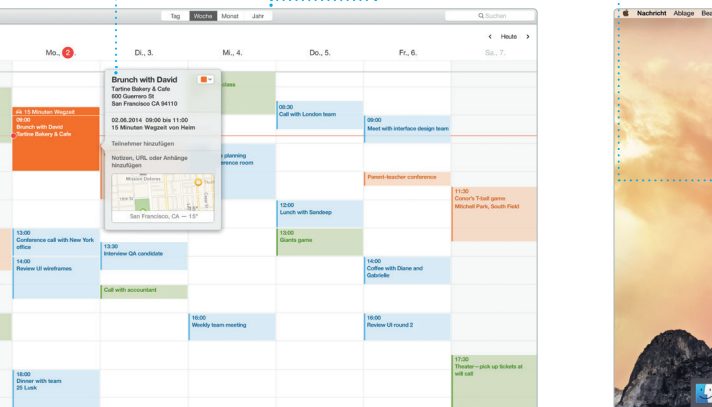 Tag Woche Monat Jahr
Suchen
Heute
Mo., 2. Di., 3. Mi., 4. Do., 5. Fr., 6. Sa., 7.
Brunch with David
Tartine Bakery & Cafe
600 Guerrero St
San Francisco CA 94110
02.06.2014 09:00 bis 11:00
15 Minuten Wegzeit von Heim
Teilnehmer hinzufügen
Notizen, URL oder Anhänge
hinzufügen
Mission Dolores
San Francisco, CA — 15°
15 Minuten Wegzeit
09:00
Brunch with David
Tartine Bakery & Cafe
13:00
Conference call with New York
office
14:00
Review UI wireframes
18:00
Dinner with team
25 Lusk
13:30
Interview QA candidate
Call with accountant
class
planning
16:00
Weekly team meeting
09:30
Call with London team
12:00
Lunch with Sandeep
13:00
Giants game
09:00
Meet with interface design team
Parent-teacher conference
14:00
Coffee with Diane and
Gabrielle
16:00
Review UI round 2
11:30
Conor's T-ball game
Mitchell Park, South Field
17:30
Theater—pick up tickets at
will call
Nachricht Ablage Bea